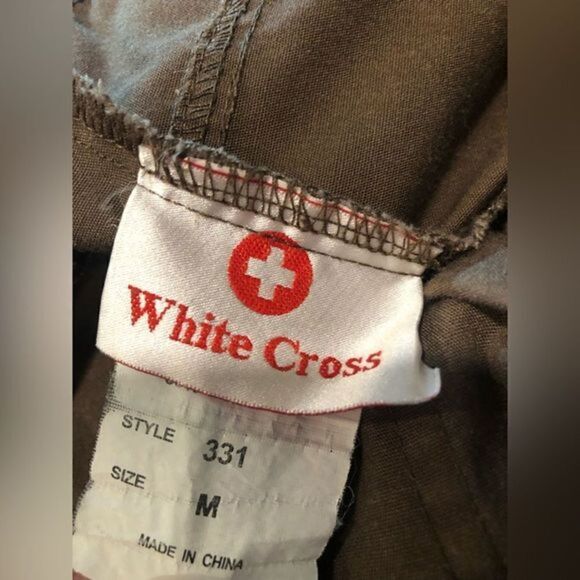 White Cross
STYLE 331
SIZE M
MADE IN CHINA